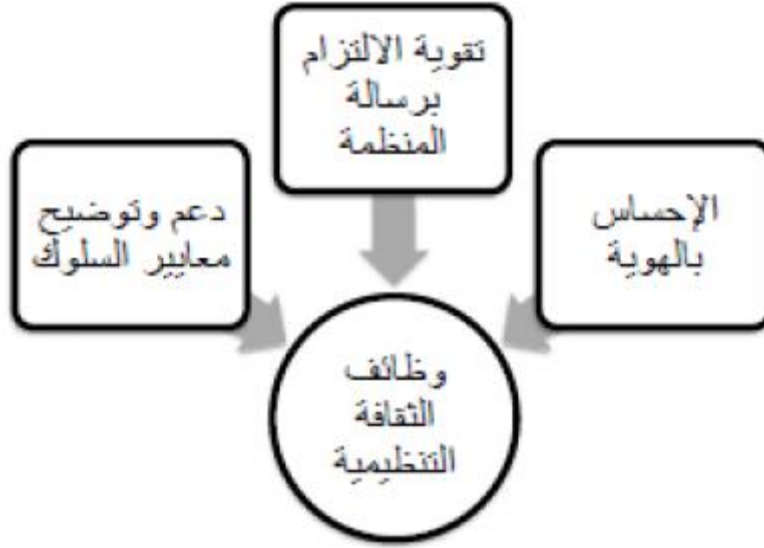 تقوية الالتزام
برسالة
المنظمة
الإحساس
بالهوية
دعم وتوضيح
معايير السلوك
وظائف
الثقافة
التنظيمية